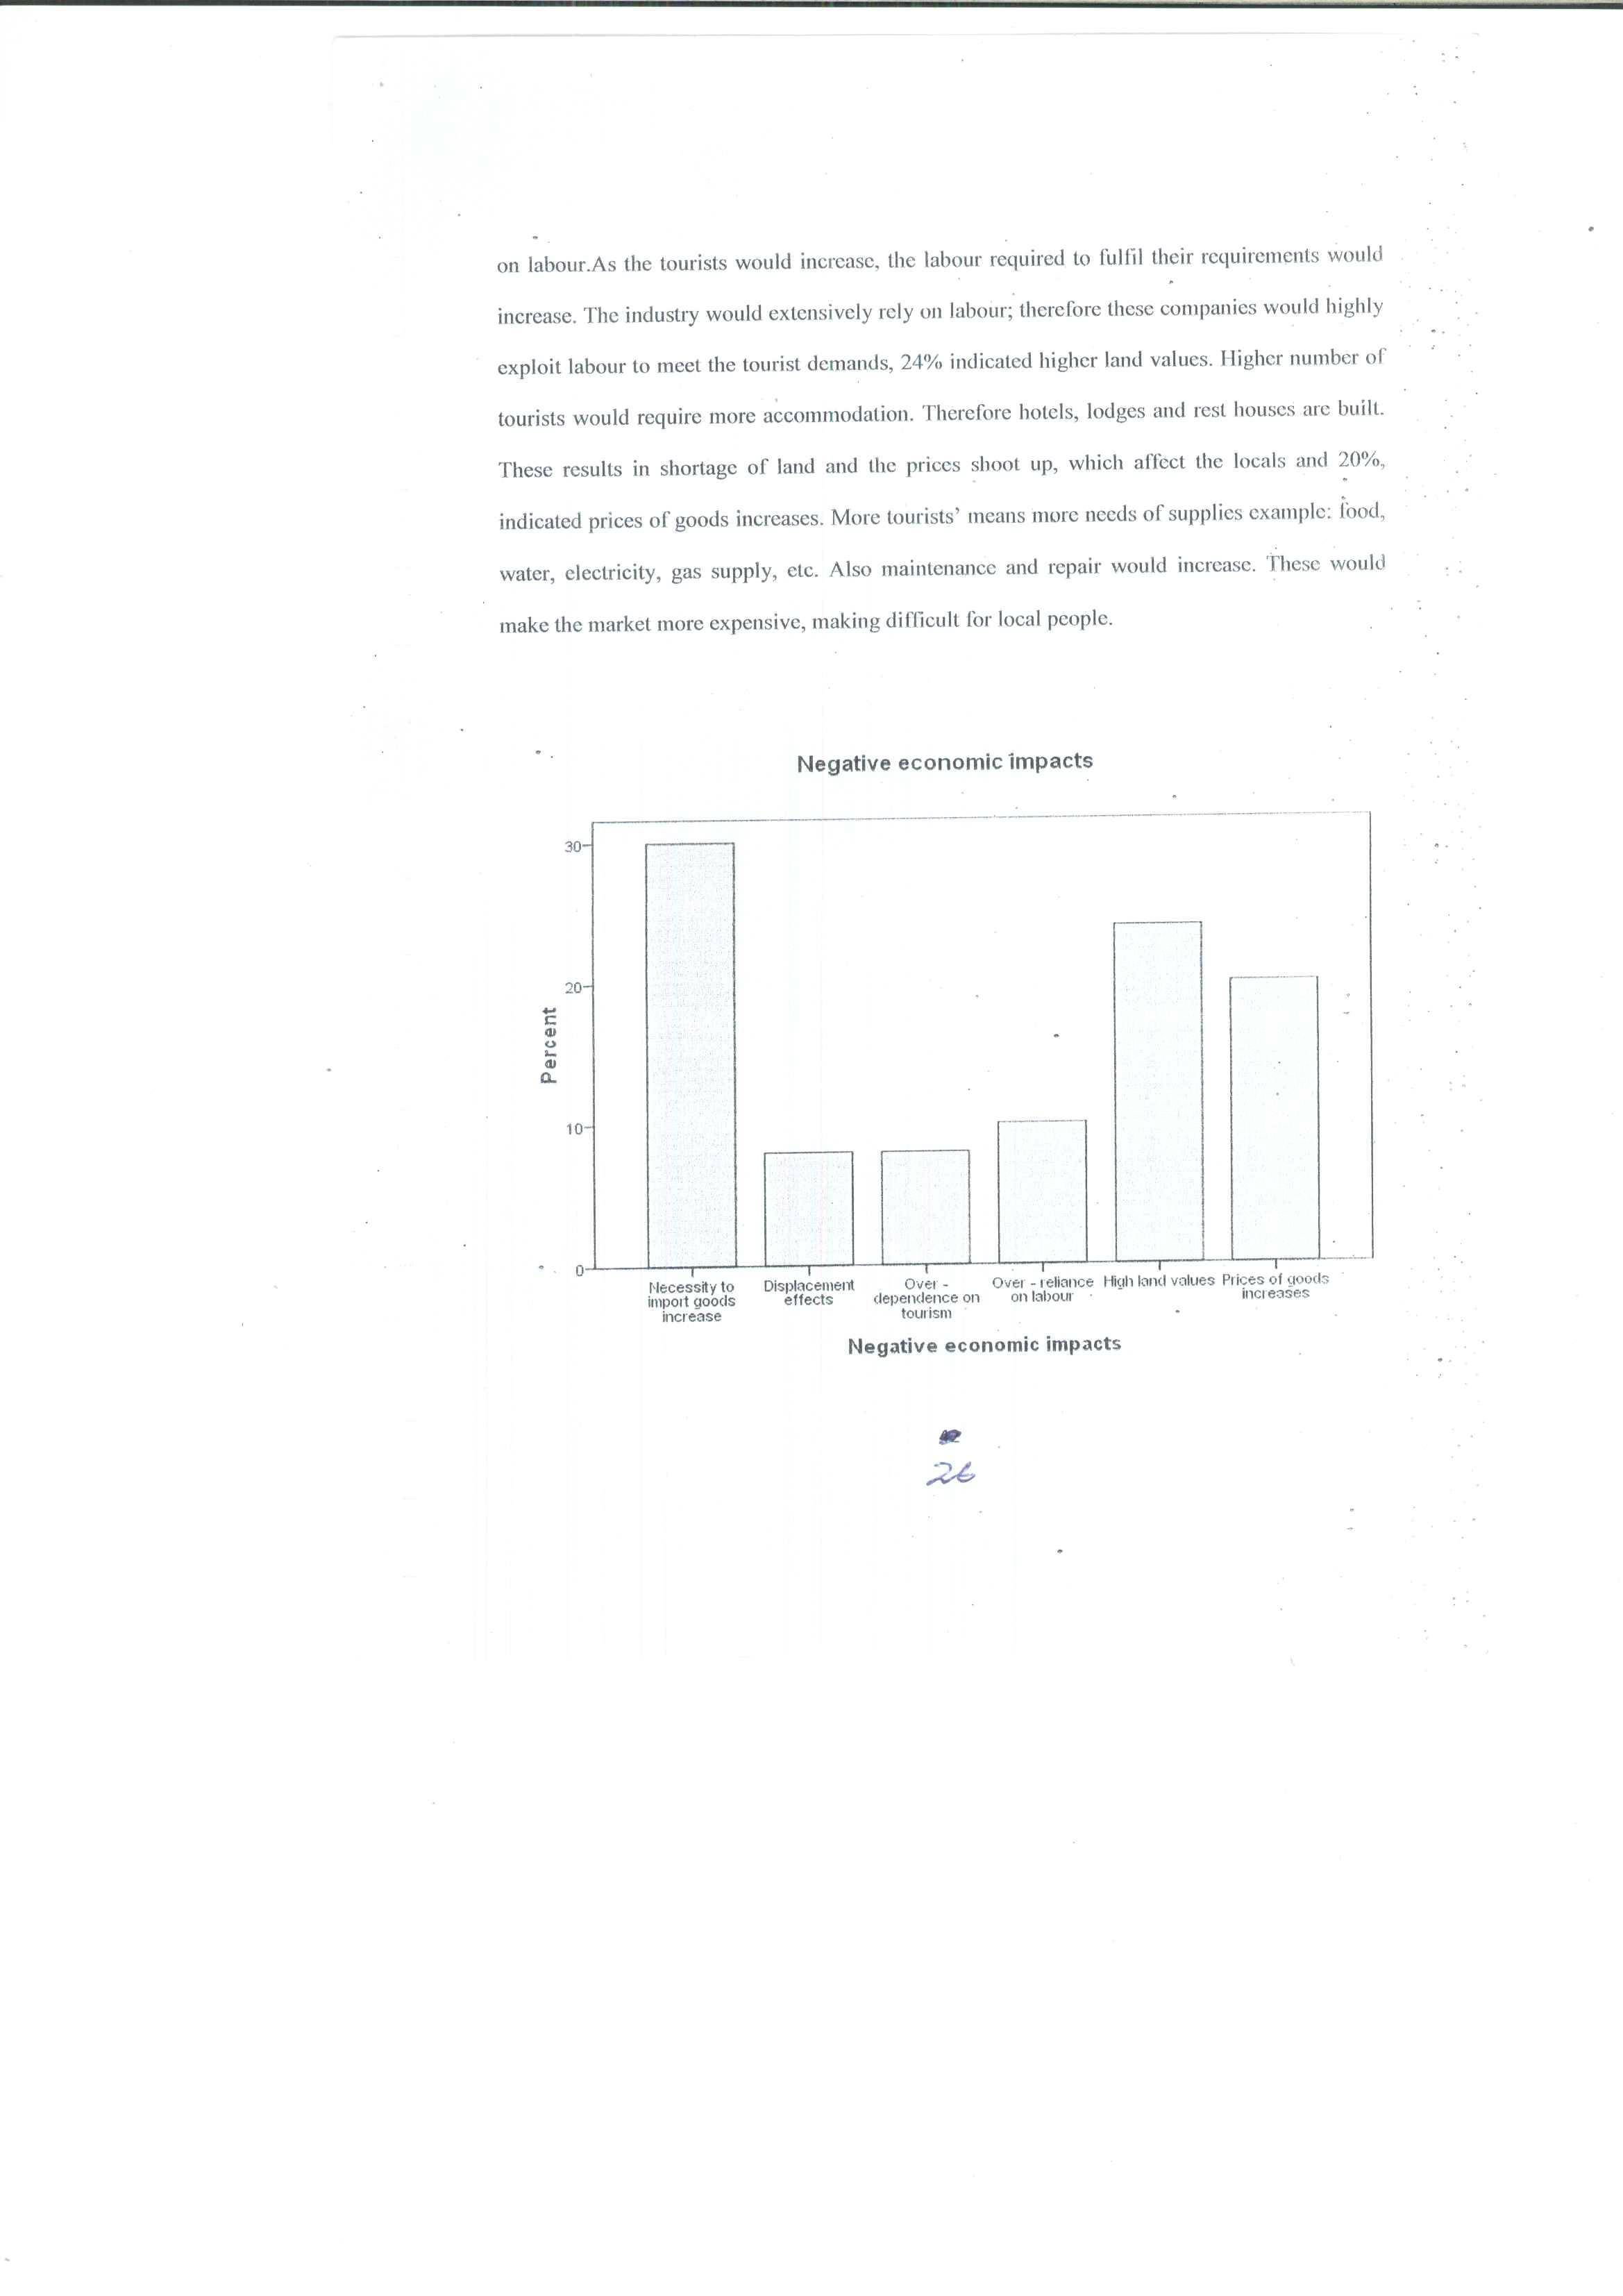 on labour.As the tourists would increase, the labour required to fulfil their requirements would
increase. The industry would extensively rely on labour; therefore these companies would highly
exploit labour to meet the tourist demands, 24% indicated higher land values. Higher number of
tourists would require more accommodation. Therefore hotels, lodges and rest houses are built.
These results in shortage of land and the prices shoot up, which affect the locals and 20%,
indicated prices of goods increases. More tourists’ means more needs of supplies example: food,
water, electricity, gas supply, etc. Also maintenance and repair would increase. These would
make the market more expensive, making difficult for local people.
Negative economic impacts
30
20
10
0
Percent
Necessity to
import goods
increase
Displacement
effects
Over -
dependence on
tourism
Over - reliance
on labour
High land values
Prices of goods
increases
Negative economic impacts
26